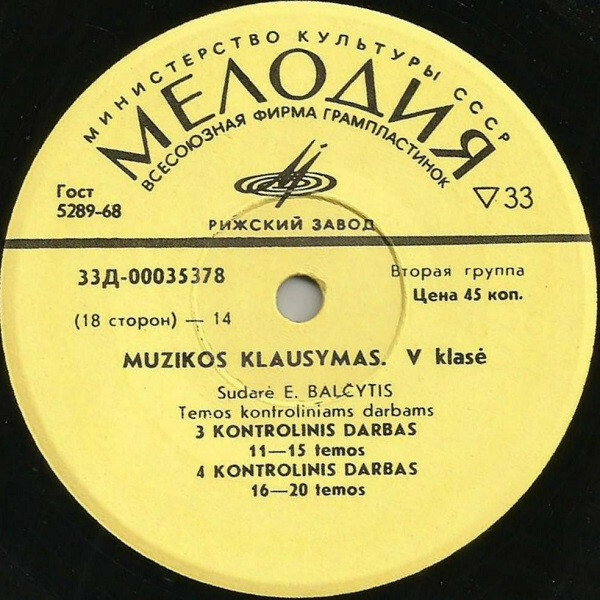 МИНИСТЕРСТВО КУЛЬТУРЫ СССР
МЕЛОДИЯ
ВСЕСОЮЗНАЯ ФИРМА ГРАМПЛАСТИНОК
Гост
5289-68
▽33
РИЖСКИЙ ЗАВОД
33Д-00035378
Вторая группа
Цена 45 коп.
(18 сторон) — 14
MUZIKOS KLAUSYMAS. V klasė
Sudarė E. BALČYTIS
Temos kontroliniams darbams
3 KONTROLINIS DARBAS
11—15 temos
4 KONTROLINIS DARBAS
16—20 temos